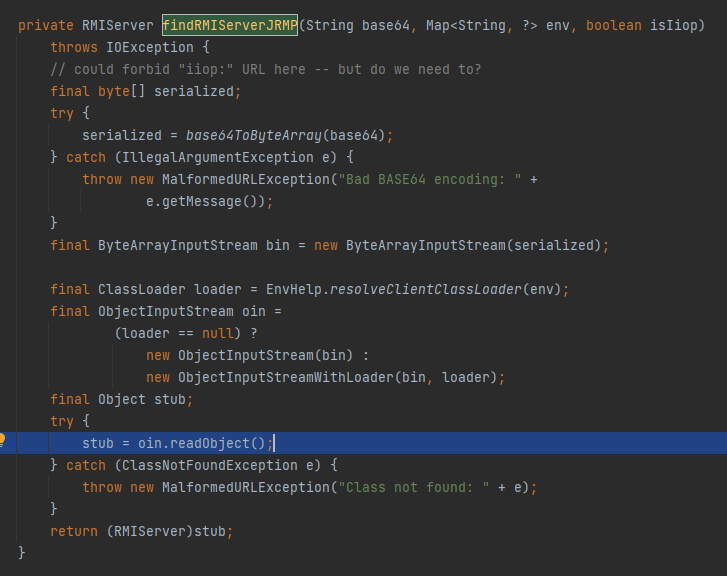 private RMIServer findRMIServerJRMP(String base64, Map<String, ?> env, boolean isIiop)
        throws IOException {
    // could forbid "iiop:" URL here -- but do we need to?
    final byte[] serialized;
    try {
        serialized = base64ToByteArray(base64);
    } catch (IllegalArgumentException e) {
        throw new MalformedURLException("Bad BASE64 encoding: " +
                e.getMessage());
    }
    final ByteArrayInputStream bin = new ByteArrayInputStream(serialized);

    final ClassLoader loader = EnvHelp.resolveClientClassLoader(env);
    final ObjectInputStream oin =
            (loader == null) ?
                new ObjectInputStream(bin) :
                new ObjectInputStreamWithLoader(bin, loader);
    final Object stub;
    try {
        stub = oin.readObject();
    } catch (ClassNotFoundException e) {
        throw new MalformedURLException("Class not found: " + e);
    }
    return (RMIServer)stub;
}